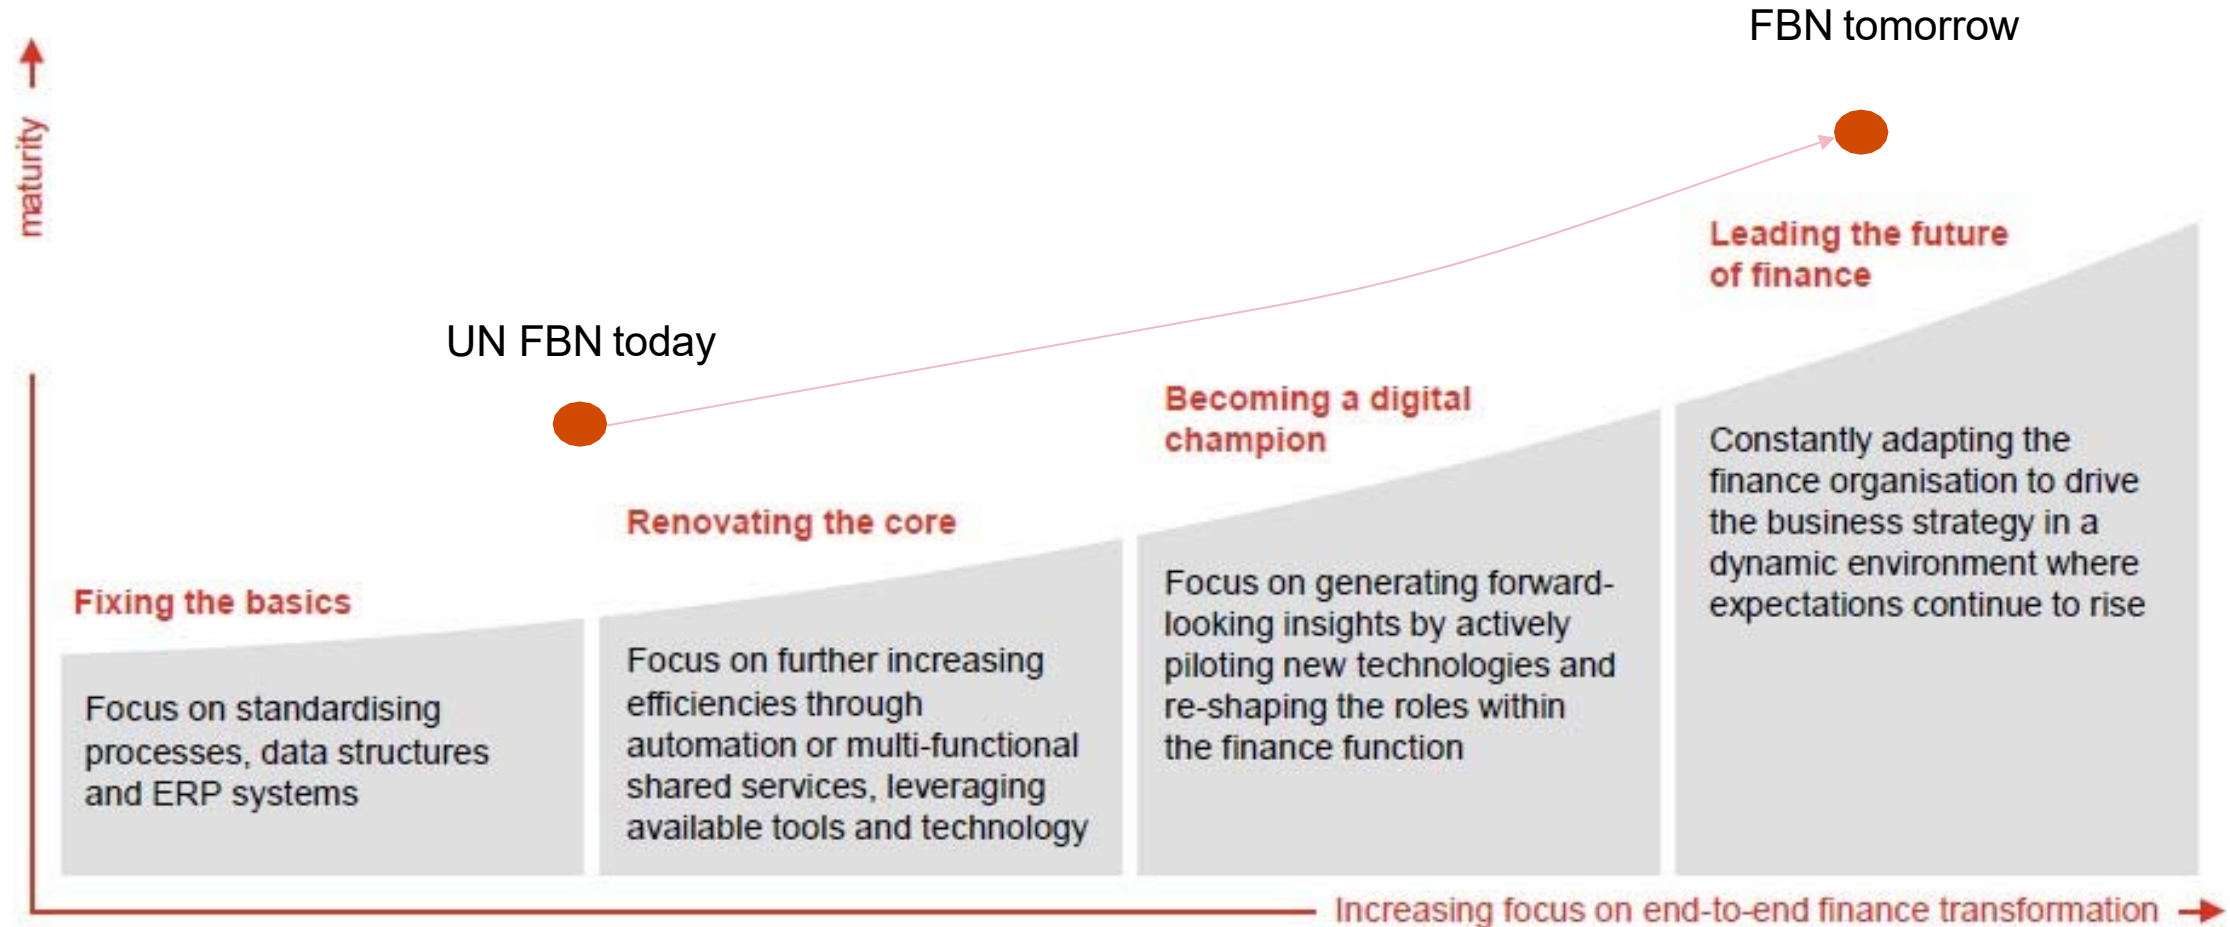 FBN tomorrow
maturity
UN FBN today
Fixing the basics
Focus on standardising
processes, data structures
and ERP systems
Renovating the core
Focus on further increasing
efficiencies through
automation or multi-functional
shared services, leveraging
available tools and technology
Becoming a digital
champion
Focus on generating forward-
looking insights by actively
piloting new technologies and
re-shaping the roles within
the finance function
Leading the future
of finance
Constantly adapting the
finance organisation to drive
the business strategy in a
dynamic environment where
expectations continue to rise
Increasing focus on end-to-end finance transformation